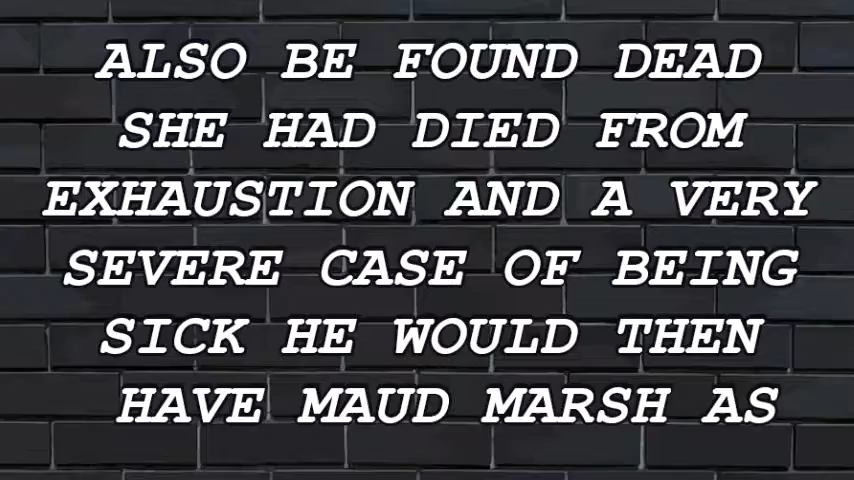 ALSO BE FOUND DEAD
SHE HAD DIED FROM
EXHAUSTION AND A VERY
SEVERE CASE OF BEING
SICK HE WOULD THEN
HAVE MAUD MARSH AS